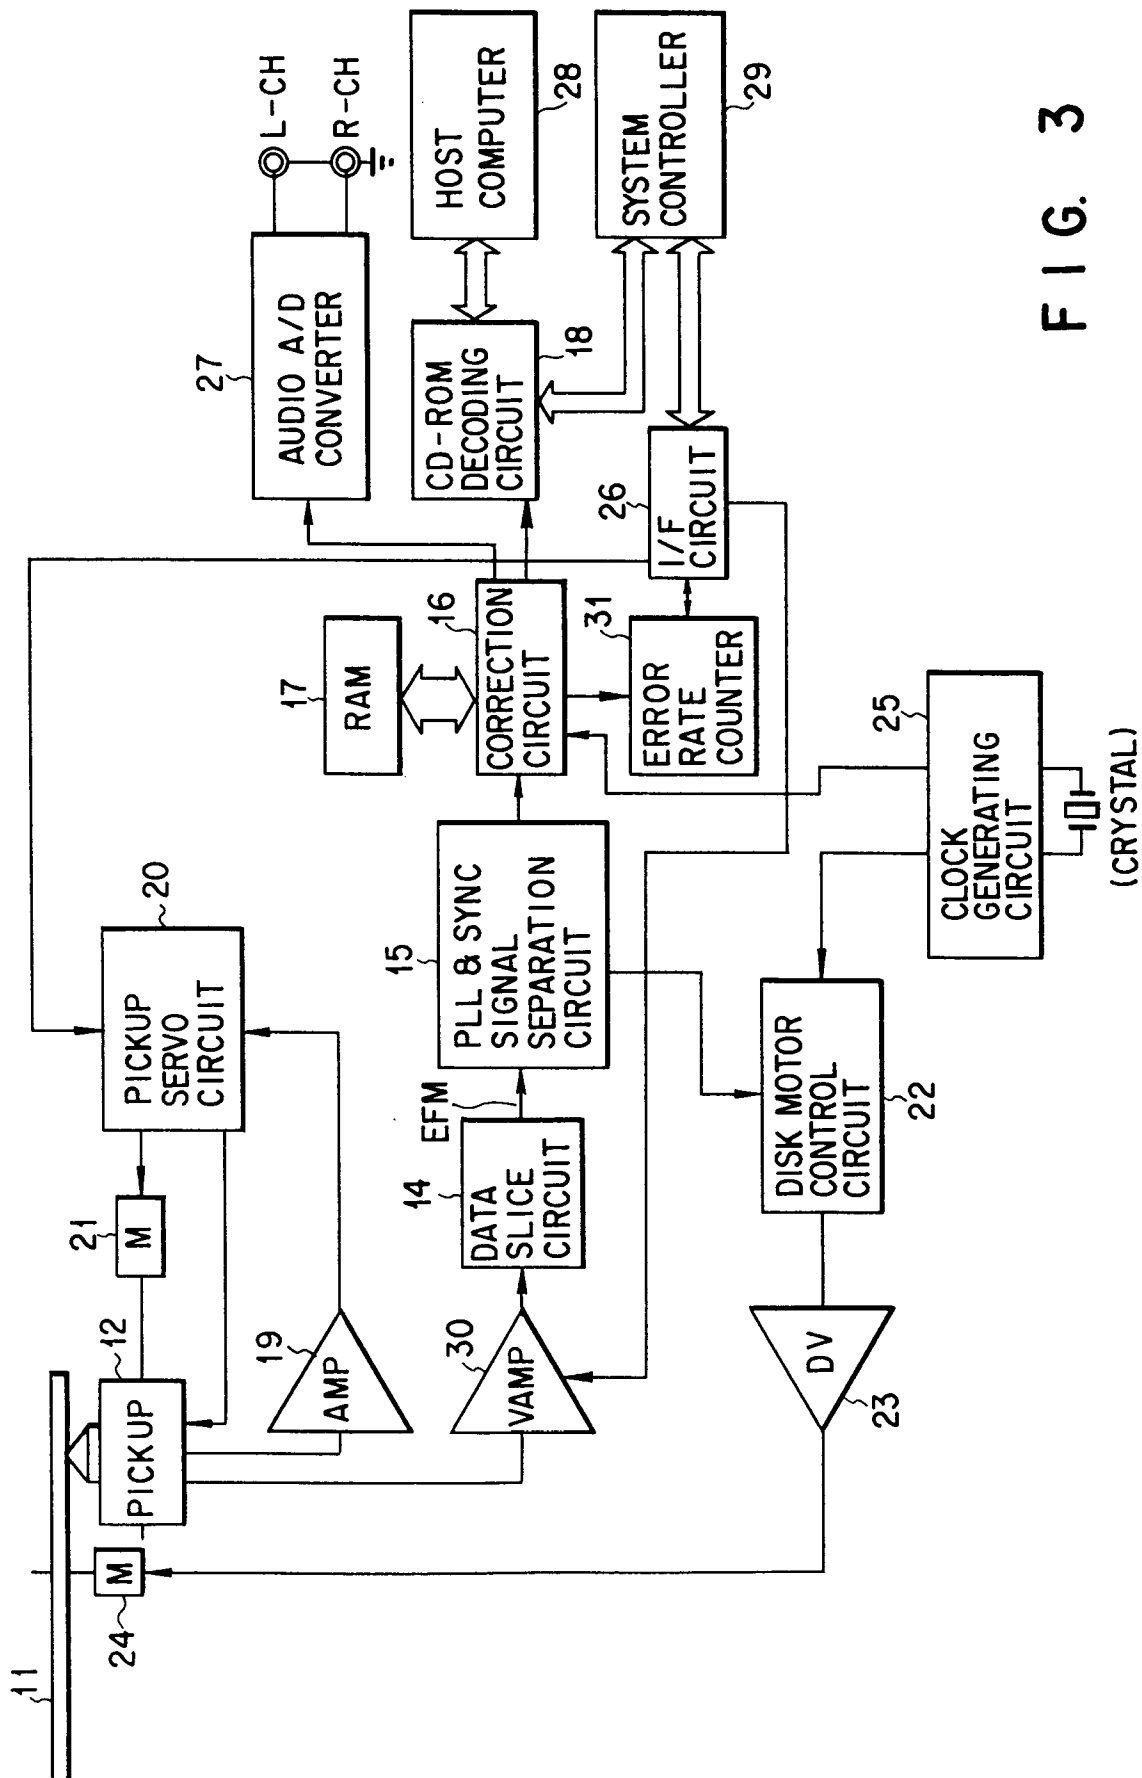 11
24
M
PICKUP
12
21
M
PICKUP
SERVO
CIRCUIT
20
19
AMP
30
VAMP
14
DATA
SLICE
CIRCUIT
EFM
15
PLL & SYNC
SIGNAL
SEPARATION
CIRCUIT
17
RAM
16
CORRECTION
CIRCUIT
27
AUDIO A/D
CONVERTER
L-CH
R-CH
CD-ROM
DECODING
CIRCUIT
18
HOST
COMPUTER
28
SYSTEM
CONTROLLER
29
26
I/F
CIRCUIT
31
ERROR
RATE
COUNTER
23
DV
DISK MOTOR
CONTROL
CIRCUIT
22
25
CLOCK
GENERATING
CIRCUIT
(CRYSTAL)
FIG. 3